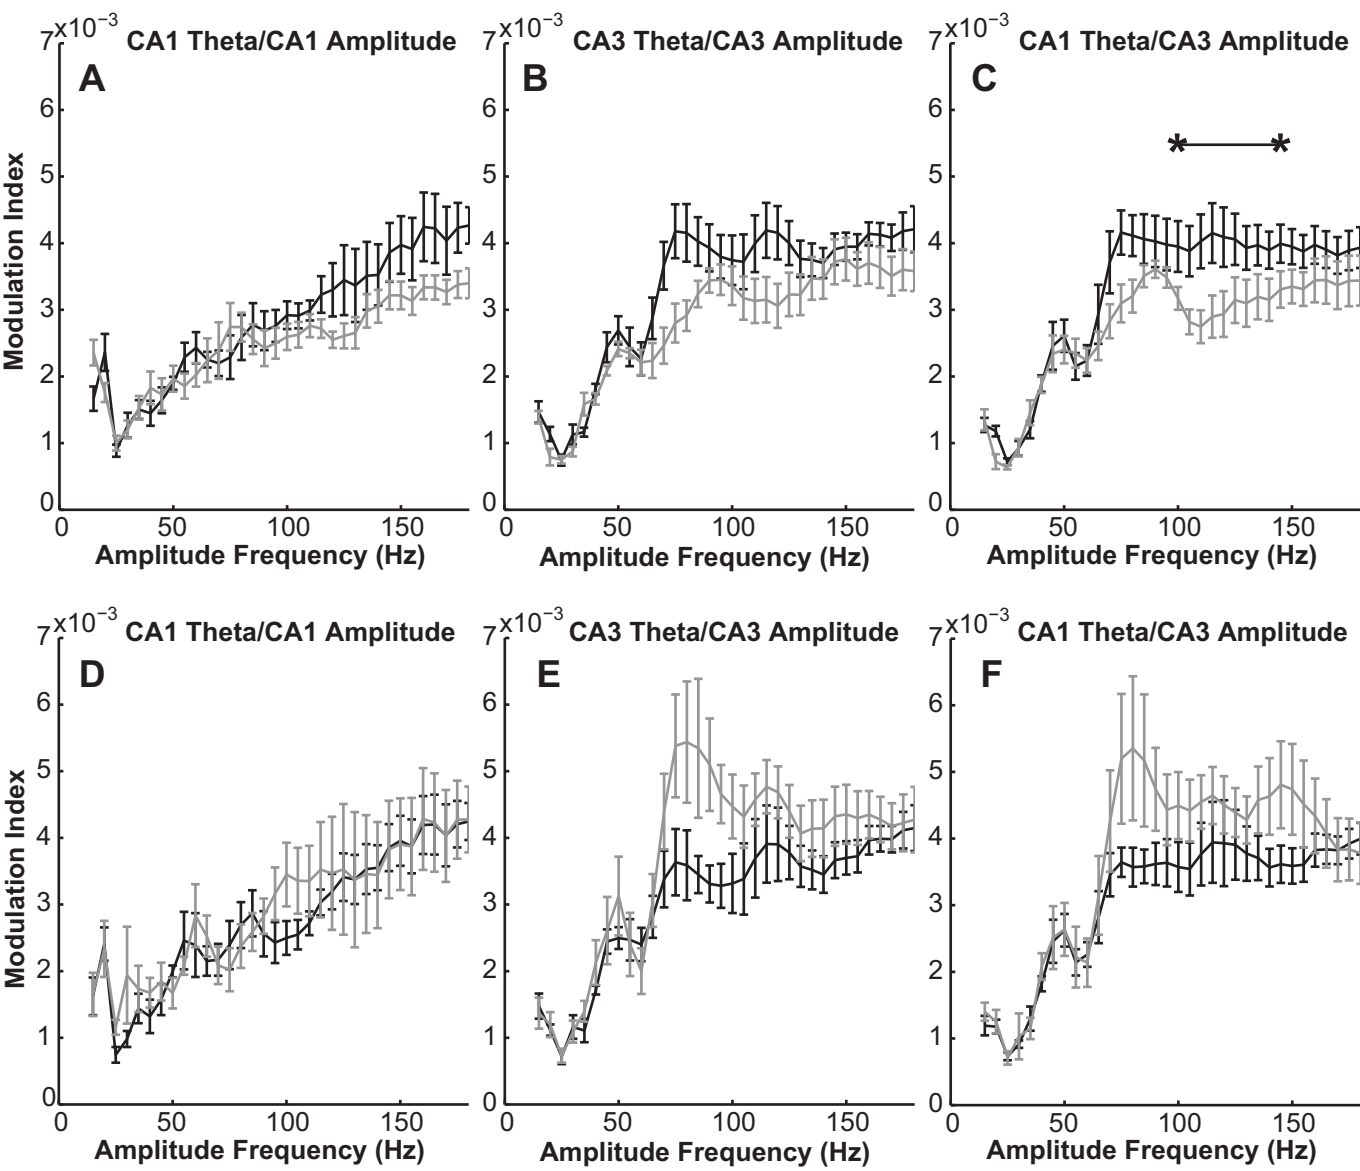 x10⁻³ CA1 Theta/CA1 Amplitude
x10⁻³ CA3 Theta/CA3 Amplitude
x10⁻³ CA1 Theta/CA3 Amplitude
A
B
C
Modulation Index
7
6
5
4
3
2
1
0
7
6
5
4
3
2
1
0
7
6
5
4
3
2
1
0
* *
0 50 100 150
0 50 100 150
0 50 100 150
Amplitude Frequency (Hz)
Amplitude Frequency (Hz)
Amplitude Frequency (Hz)
x10⁻³ CA1 Theta/CA1 Amplitude
x10⁻³ CA3 Theta/CA3 Amplitude
x10⁻³ CA1 Theta/CA3 Amplitude
D
E
F
Modulation Index
7
6
5
4
3
2
1
0
7
6
5
4
3
2
1
0
7
6
5
4
3
2
1
0
0 50 100 150
0 50 100 150
0 50 100 150
Amplitude Frequency (Hz)
Amplitude Frequency (Hz)
Amplitude Frequency (Hz)